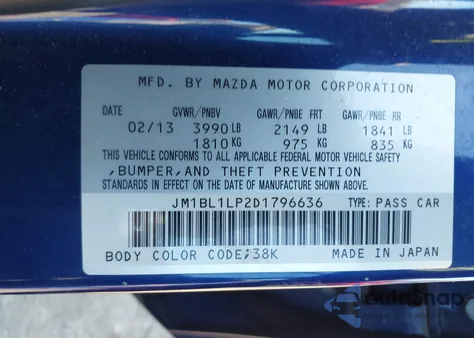 MFD. BY MAZDA MOTOR CORPORATION
DATE GVWR/PNBV GAWR/PNBE FRT GAWR/PNBE RR
02/13 3990 LB 2149 LB 1841 LB
1810 KG 975 KG 835 KG
THIS VEHICLE CONFORMS TO ALL APPLICABLE FEDERAL MOTOR VEHICLE SAFETY
,BUMPER,AND THEFT PREVENTION
STANDARDS IN EFFECT ON THE DATE OF MANUFACTURE SHOWN ABOVE.
JM1BL1LP2D1796636 TYPE: PASS CAR
BODY COLOR CODE;38K MADE IN JAPAN
autoSnap